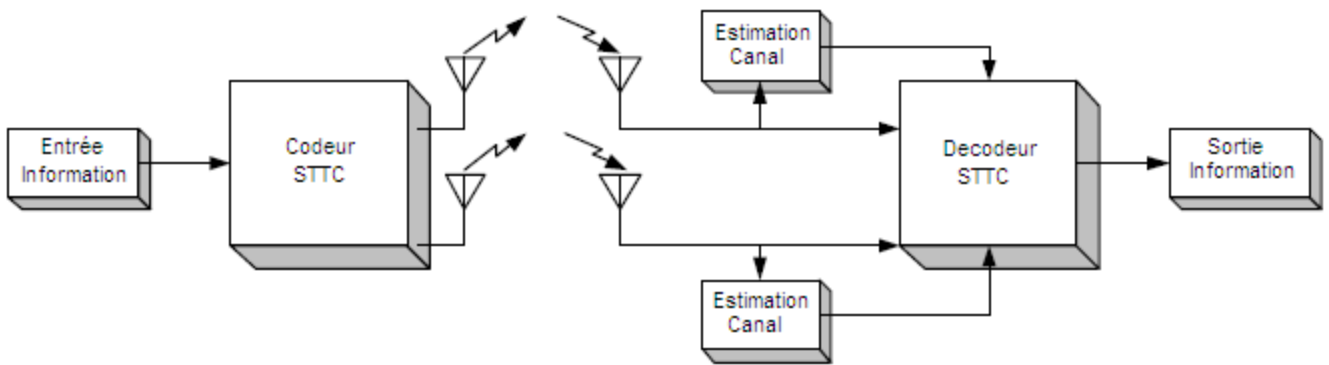 Entrée
Information
Codeur
STTC
Estimation
Canal
Decodeur
STTC
Sortie
Information
Estimation
Canal